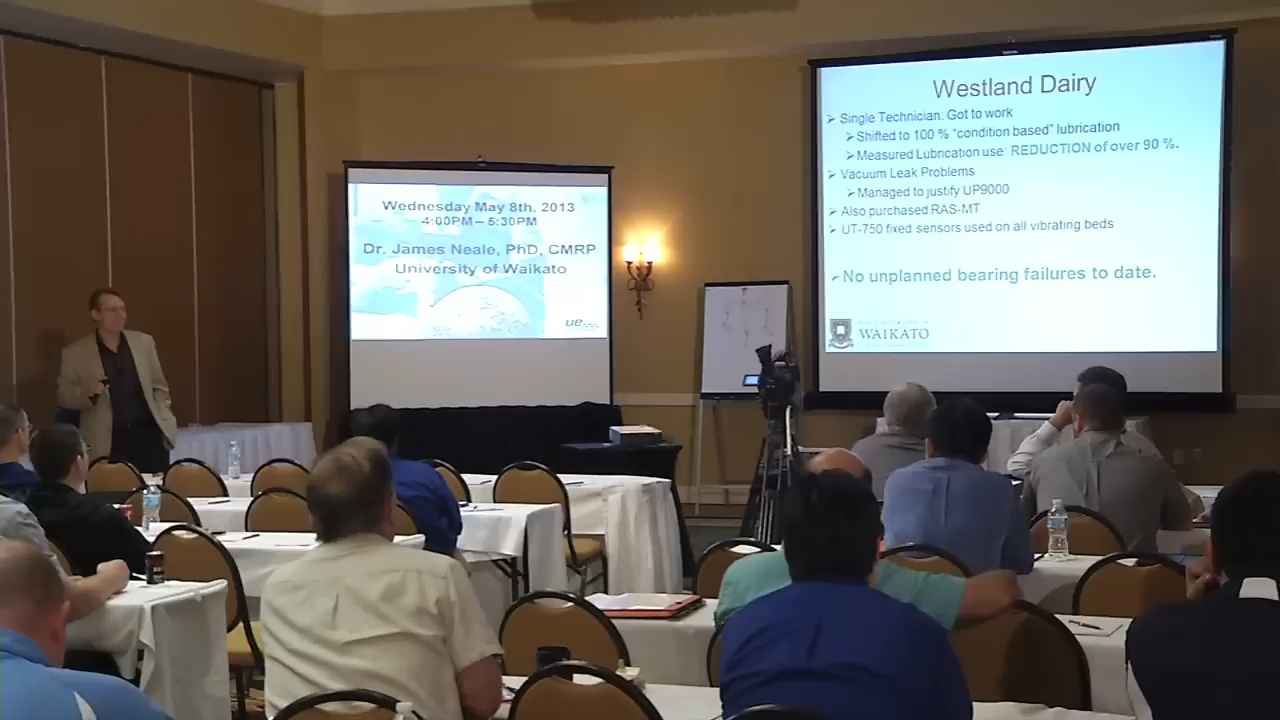 Wednesday May 8th, 2013
4:00PM – 5:30PM
Dr. James Neale, PhD, CMRP
University of Waikato
ue
Westland Dairy
➢ Single Technician. Got to work
➢ Shifted to 100 % "condition based" lubrication
➢ Measured Lubrication use: REDUCTION of over 90 %.
➢ Vacuum Leak Problems
➢ Managed to justify UP9000
➢ Also purchased RAS-MT
➢ UT-750 fixed sensors used on all vibrating beds
➢ No unplanned bearing failures to date.
WAIKATO